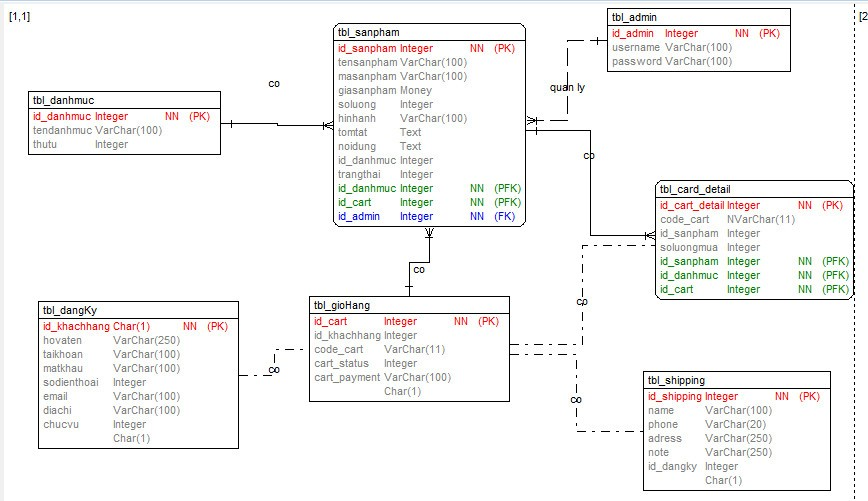 [1,1]
[2
tbl_sanpham
id_sanpham Integer NN (PK)
tensanpham VarChar(100)
masanpham VarChar(100)
giasanpham Money
soluong Integer
hinhanh VarChar(100)
tomtat Text
noidung Text
id_danhmuc Integer
trangthai Integer
id_danhmuc Integer NN (PFK)
id_cart Integer NN (PFK)
id_admin Integer NN (FK)
tbl_admin
id_admin Integer NN (PK)
username VarChar(100)
password VarChar(100)
co
quan ly
tbl_danhmuc
id_danhmuc Integer NN (PK)
tendanhmuc VarChar(100)
thutu Integer
co
tbl_card_detail
id_cart_detail Integer NN (PK)
code_cart NVarChar(11)
id_sanpham Integer
soluongmua Integer
id_sanpham Integer NN (PFK)
id_danhmuc Integer NN (PFK)
id_cart Integer NN (PFK)
co
co
tbl_dangKy
id_khachhang Char(1) NN (PK)
hovaten VarChar(250)
taikhoan VarChar(100)
matkhau VarChar(100)
sodienthoai Integer
email VarChar(100)
diachi VarChar(100)
chucvu Integer
Char(1)
co
tbl_gioHang
id_cart Integer NN (PK)
id_khachhang Integer
code_cart VarChar(11)
cart_status Integer
cart_payment VarChar(100)
Char(1)
co
tbl_shipping
id_shipping Integer NN (PK)
name VarChar(100)
phone VarChar(20)
adress VarChar(250)
note VarChar(250)
id_dangky Integer
Char(1)